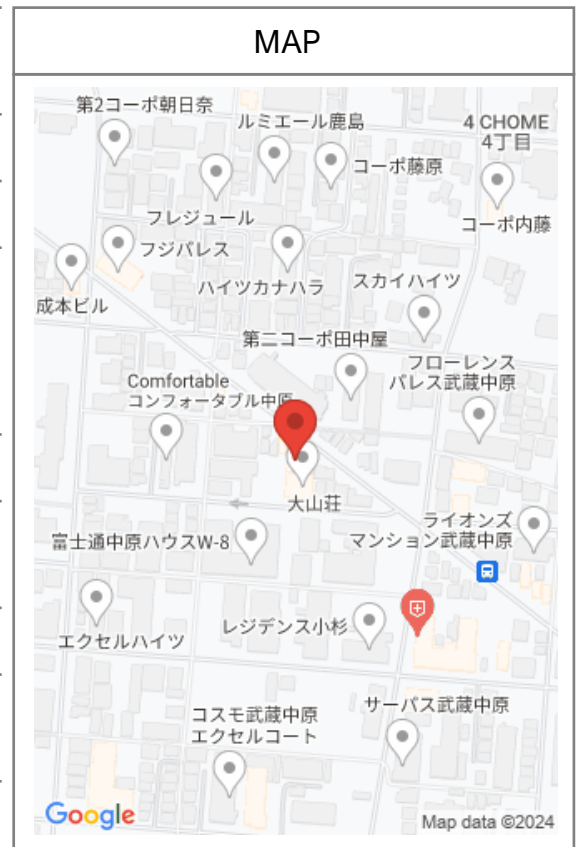 MAP
第2コーポ朝日奈
ルミエール鹿島
4 CHOME
4丁目
コーポ藤原
フレジュール
コーポ内藤
フジパレス
ハイツカナハラ
スカイハイツ
成本ビル
第二コーポ田中屋
フローレンス
パレス武蔵中原
Comfortable
コンフォータブル中原
大山荘
ライオンズ
マンション武蔵中原
富士通中原ハウスW-8
レジデンス小杉
エクセルハイツ
サーパス武蔵中原
コスモ武蔵中原
エクセルコート
Google
Map data ©2024